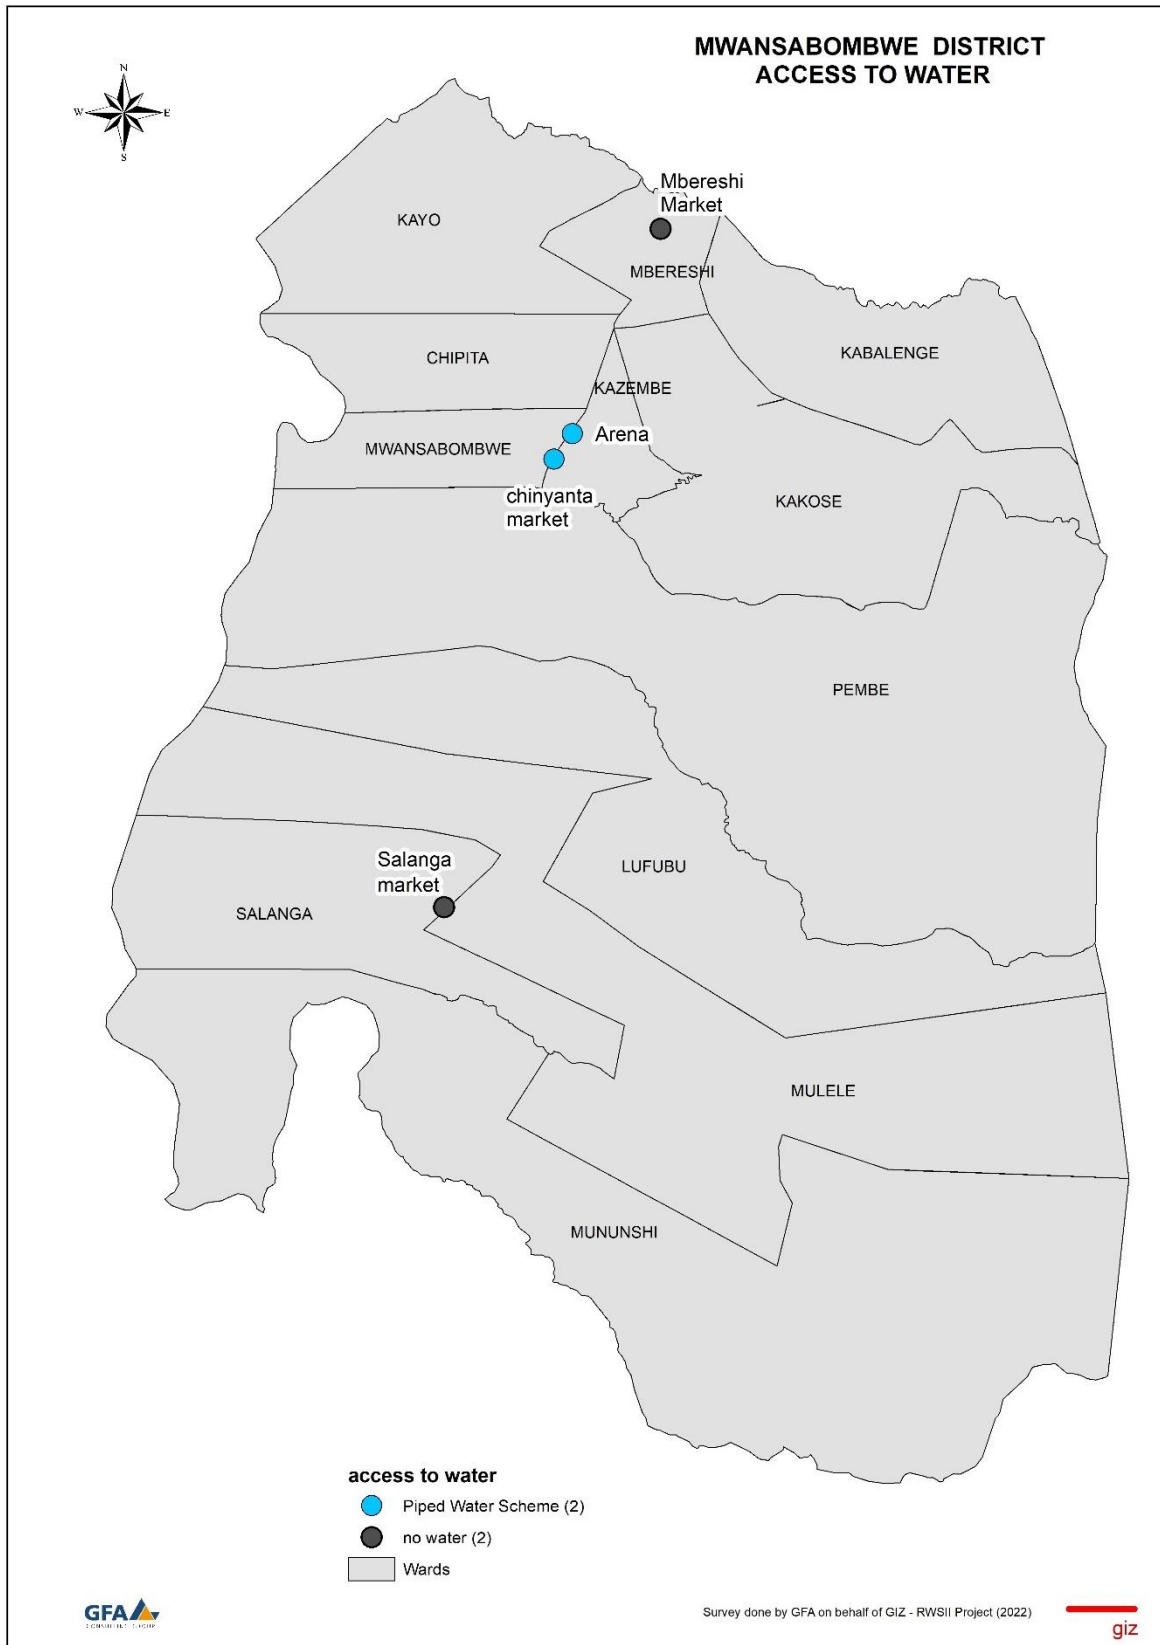 MWANSABOMBWE DISTRICT
ACCESS TO WATER
N
W
E
S
Mbereshi
Market
KAYO
MBERESHI
KABALENGE
CHIPITA
KAZEMBE
Arena
MWANSABOMBWE
chinyanta
market
KAKOSE
PEMBE
LUFUBU
Salanga
market
SALANGA
MULELE
MUNUNSHI
access to water
Piped Water Scheme (2)
no water (2)
Wards
GFA
CONSULTING GROUP
Survey done by GFA on behalf of GIZ - RWSII Project (2022)
giz